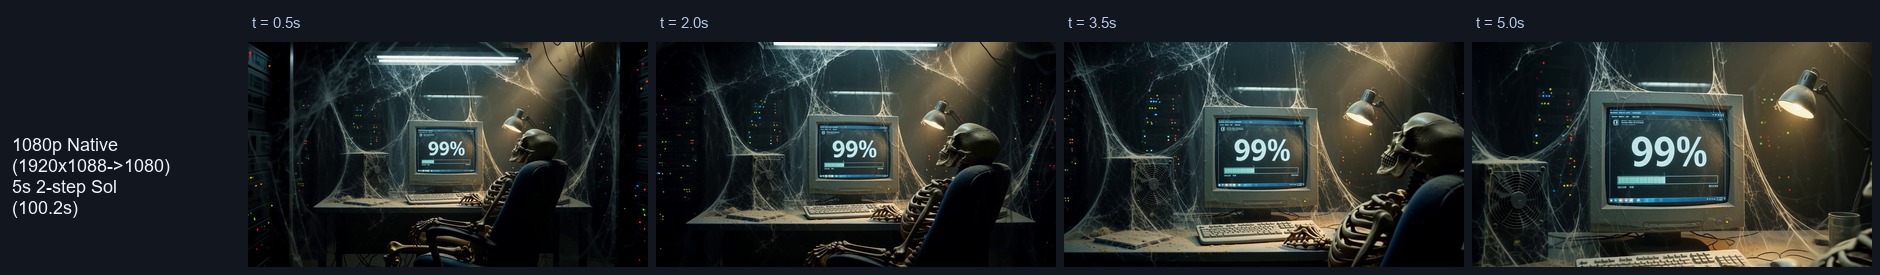 t = 0.5s
t = 2.0s
t = 3.5s
t = 5.0s
1080p Native
(1920x1088->1080)
5s 2-step Sol
(100.2s)
99%
99%
99%
99%